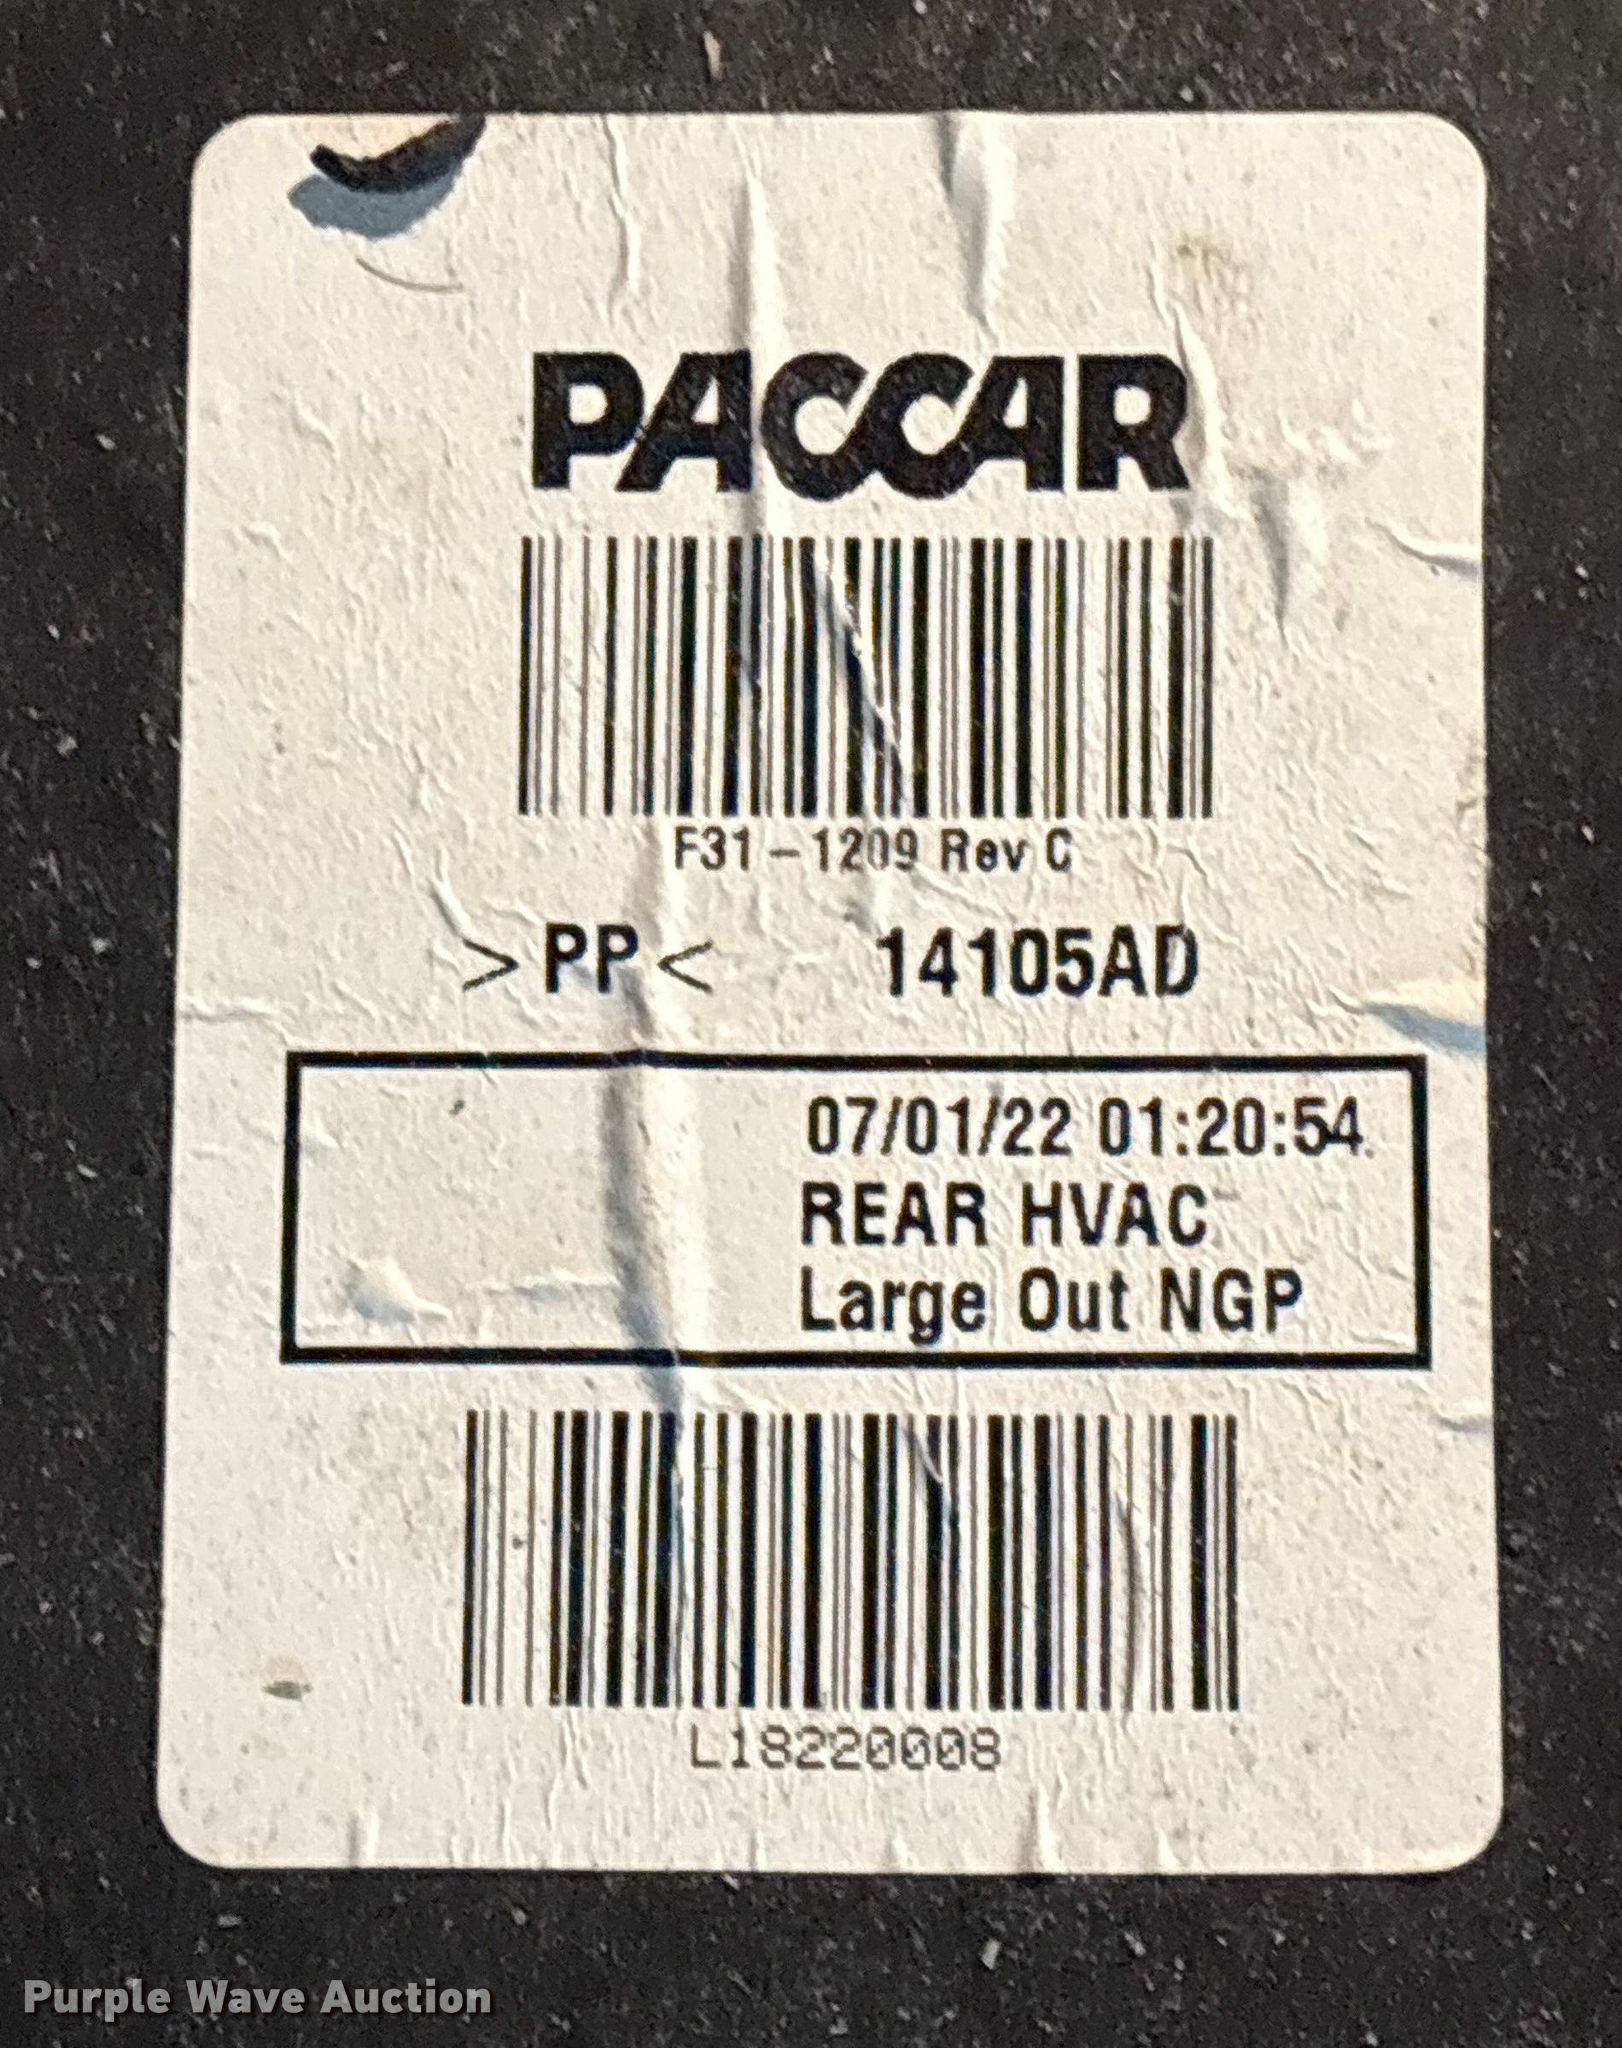 PACCAR
F31-1209 Rev C
>PP< 14105AD
07/01/22 01:20:54
REAR HVAC
Large Out NGP
L18220008
Purple Wave Auction